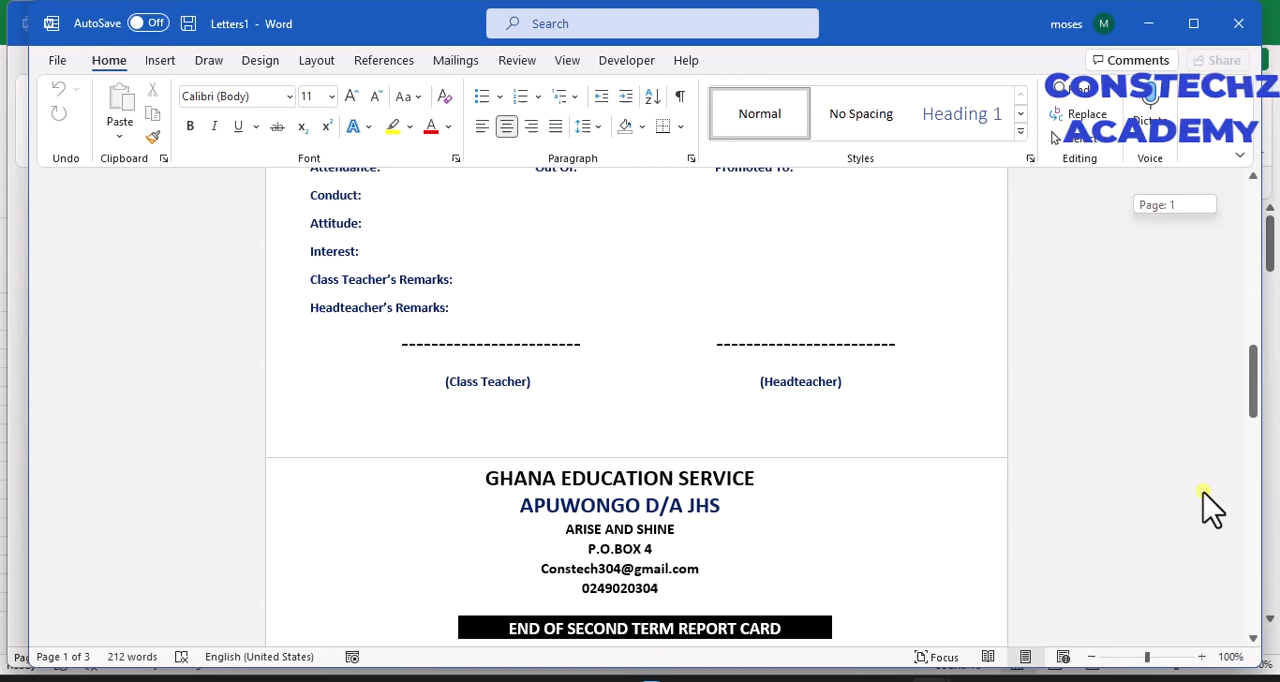 AutoSave Off Letters1 - Word Search moses M
File Home Insert Draw Design Layout References Mailings Review View Developer Help Comments Share
CONSTECHZ
ACADEMY
Calibri (Body) 11 Aa
Paste Normal No Spacing Heading 1 Replace
B I U ab x₂ x² A A
Undo Clipboard Font Paragraph Styles Editing Voice
Attendance: Out Of: Promoted To:
Conduct:
Page: 1
Attitude:
Interest:
Class Teacher's Remarks:
Headteacher's Remarks:
------------------------ ------------------------
(Class Teacher) (Headteacher)
GHANA EDUCATION SERVICE
APUWONGO D/A JHS
ARISE AND SHINE
P.O.BOX 4
Constech304@gmail.com
0249020304
END OF SECOND TERM REPORT CARD
Page 1 of 3 212 words English (United States) Focus 100%